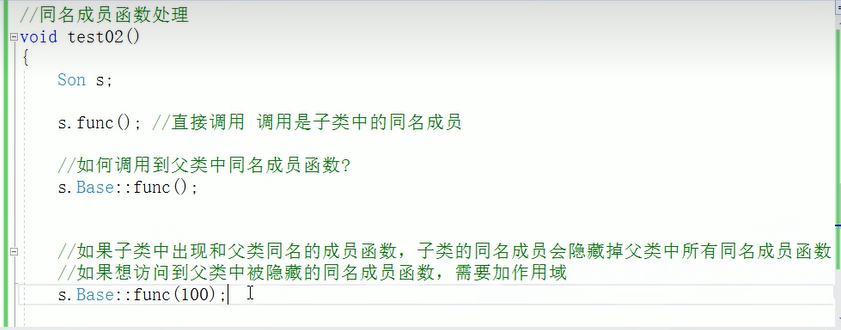 //同名成员函数处理
void test02()
{
Son s;
s.func(); //直接调用 调用是子类中的同名成员
//如何调用到父类中同名成员函数?
s.Base::func();
//如果子类中出现和父类同名的成员函数，子类的同名成员会隐藏掉父类中所有同名成员函数
//如果想访问到父类中被隐藏的同名成员函数，需要加作用域
s.Base::func(100);